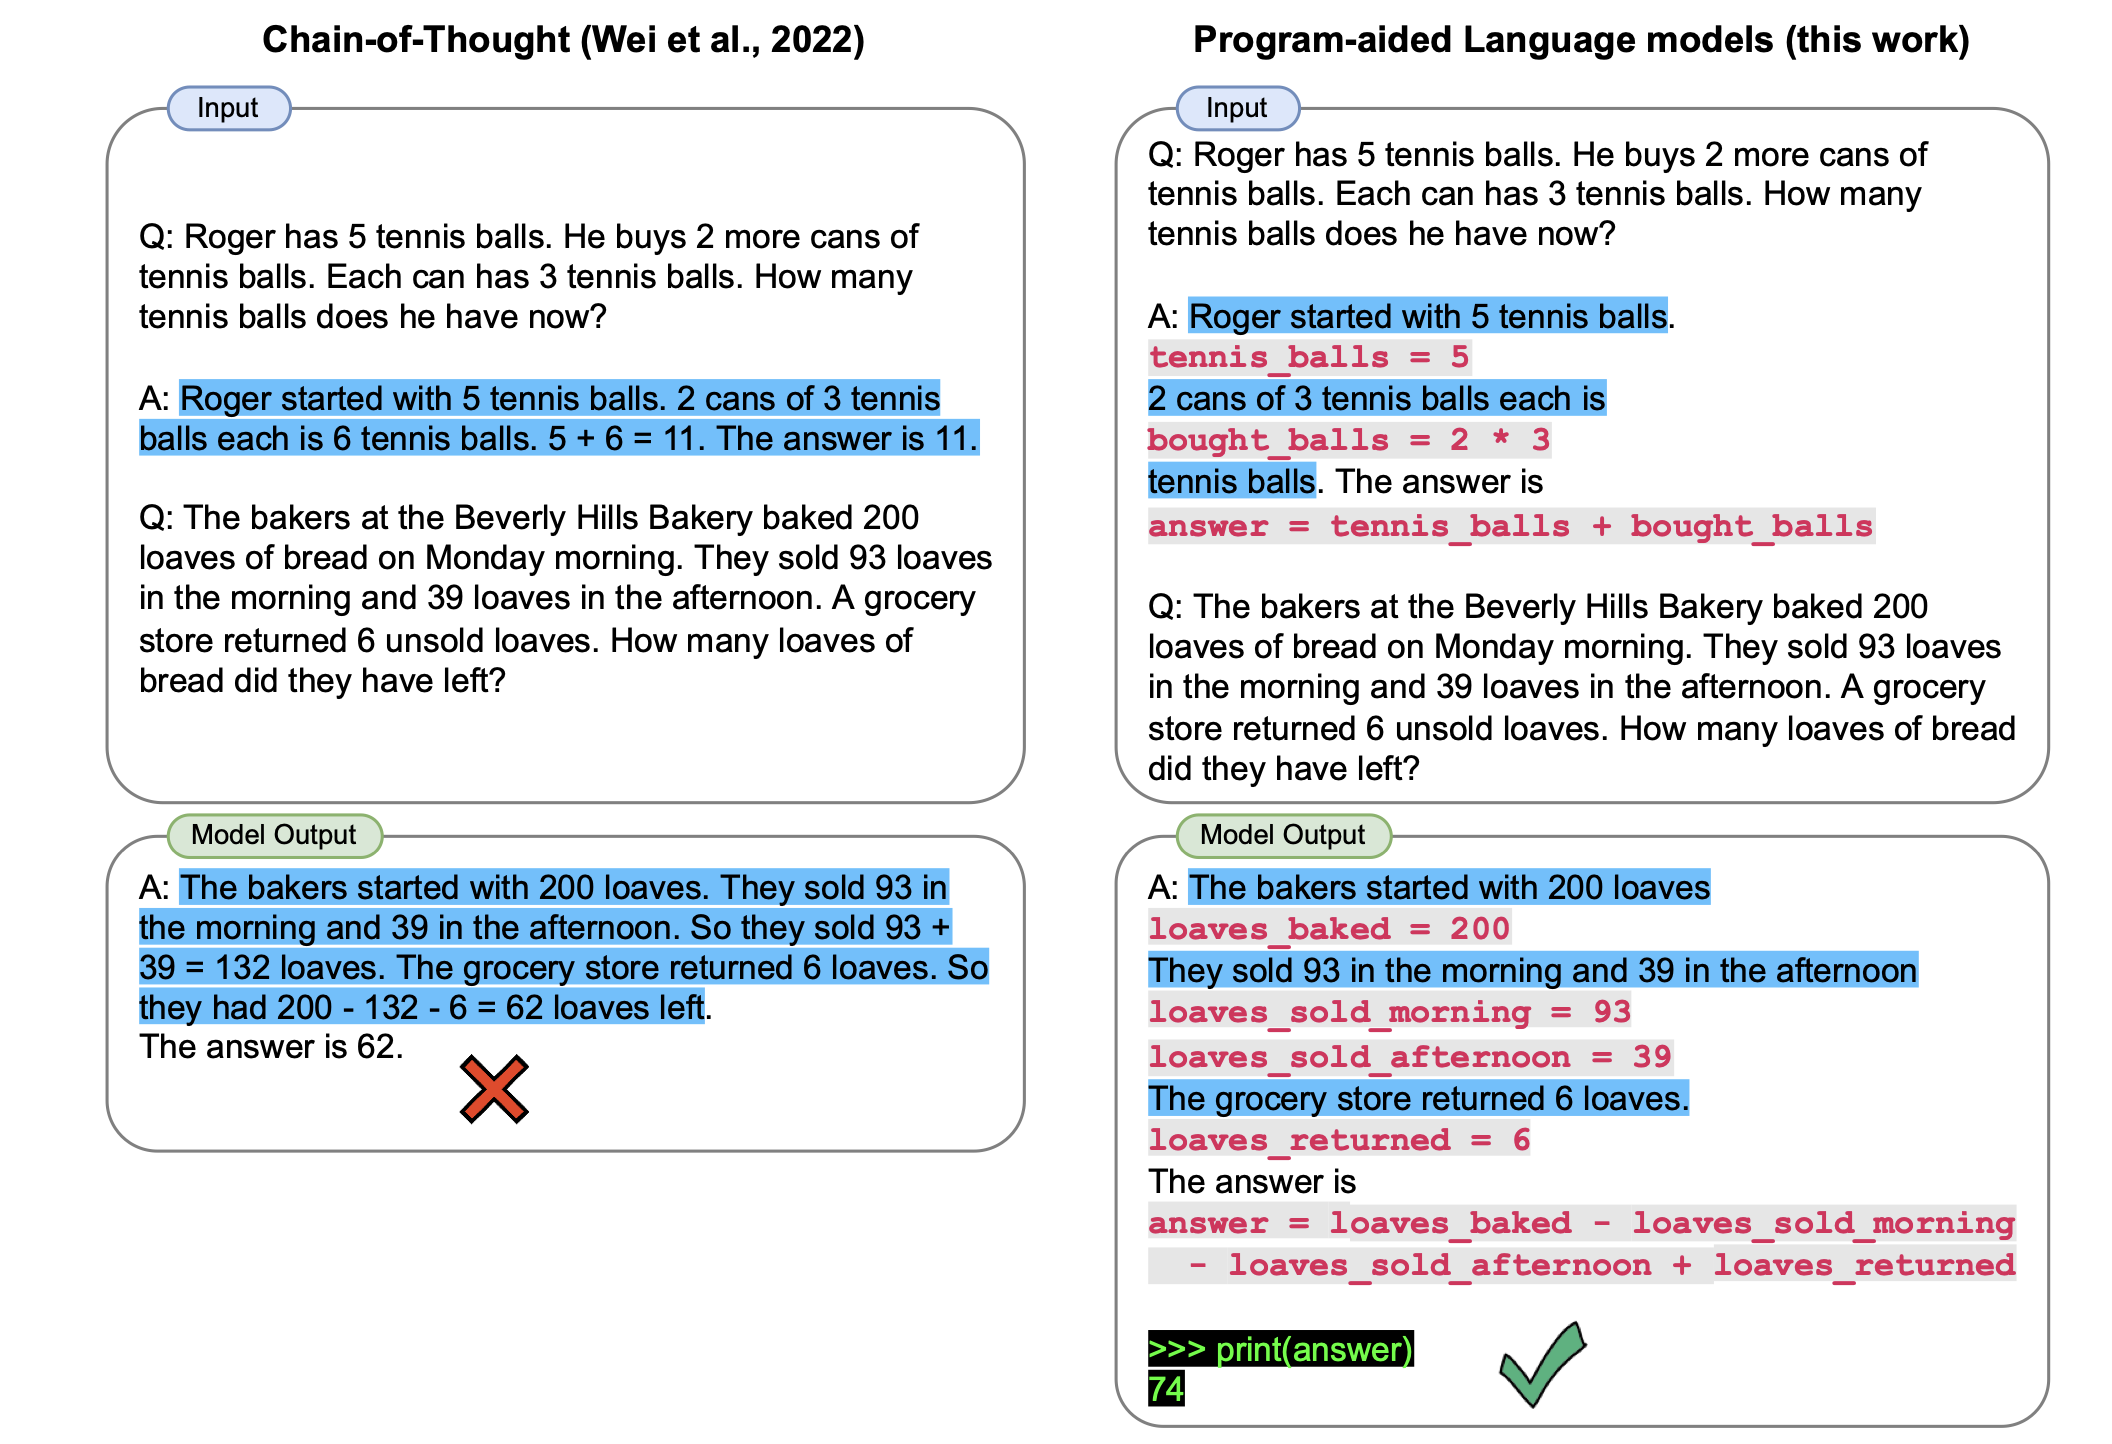 Chain-of-Thought (Wei et al., 2022)
Input
Q: Roger has 5 tennis balls. He buys 2 more cans of
tennis balls. Each can has 3 tennis balls. How many
tennis balls does he have now?
A: Roger started with 5 tennis balls. 2 cans of 3 tennis
balls each is 6 tennis balls. 5 + 6 = 11. The answer is 11.
Q: The bakers at the Beverly Hills Bakery baked 200
loaves of bread on Monday morning. They sold 93 loaves
in the morning and 39 loaves in the afternoon. A grocery
store returned 6 unsold loaves. How many loaves of
bread did they have left?
Model Output
A: The bakers started with 200 loaves. They sold 93 in
the morning and 39 in the afternoon. So they sold 93 +
39 = 132 loaves. The grocery store returned 6 loaves. So
they had 200 - 132 - 6 = 62 loaves left.
The answer is 62.
Program-aided Language models (this work)
Input
Q: Roger has 5 tennis balls. He buys 2 more cans of
tennis balls. Each can has 3 tennis balls. How many
tennis balls does he have now?
A: Roger started with 5 tennis balls.
tennis_balls = 5
2 cans of 3 tennis balls each is
bought_balls = 2 * 3
tennis balls. The answer is
answer = tennis_balls + bought_balls
Q: The bakers at the Beverly Hills Bakery baked 200
loaves of bread on Monday morning. They sold 93 loaves
in the morning and 39 loaves in the afternoon. A grocery
store returned 6 unsold loaves. How many loaves of bread
did they have left?
Model Output
A: The bakers started with 200 loaves
loaves_baked = 200
They sold 93 in the morning and 39 in the afternoon
loaves_sold_morning = 93
loaves_sold_afternoon = 39
The grocery store returned 6 loaves.
loaves_returned = 6
The answer is
answer = loaves_baked - loaves_sold_morning
- loaves_sold_afternoon + loaves_returned
>>> print(answer)
74